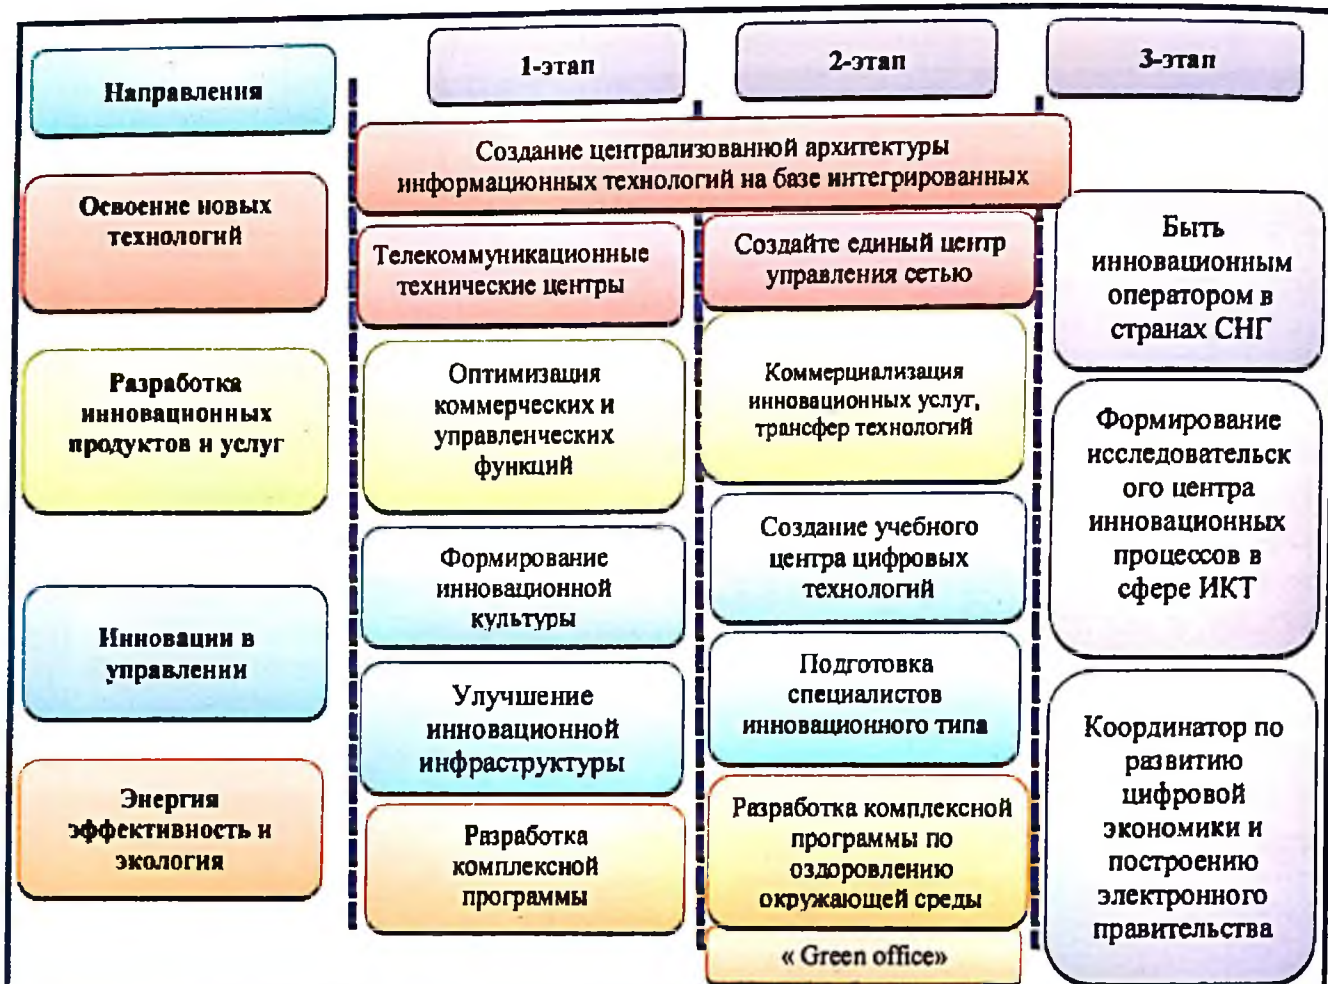 Направления
1-этап
2-этап
3-этап
Создание централизованной архитектуры
информационных технологий на базе интегрированных
Освоение новых
технологий
Телекоммуникационные
технические центры
Создайте единый центр
управления сетью
Быть
инновационным
оператором в
странах СНГ
Разработка
инновационных
продуктов и услуг
Оптимизация
коммерческих и
управленческих
функций
Коммерциализация
инновационных услуг,
трансфер технологий
Формирование
исследовательск
ого центра
инновационных
процессов в
сфере ИКТ
Инновации в
управлении
Формирование
инновационной
культуры
Создание учебного
центра цифровых
технологий
Улучшение
инновационной
инфраструктуры
Подготовка
специалистов
инновационного типа
Координатор по
развитию
цифровой
экономики и
построению
электронного
правительства
Энергия
эффективность и
экология
Разработка
комплексной
программы
Разработка комплексной
программы по
оздоровлению
окружающей среды
« Green office»